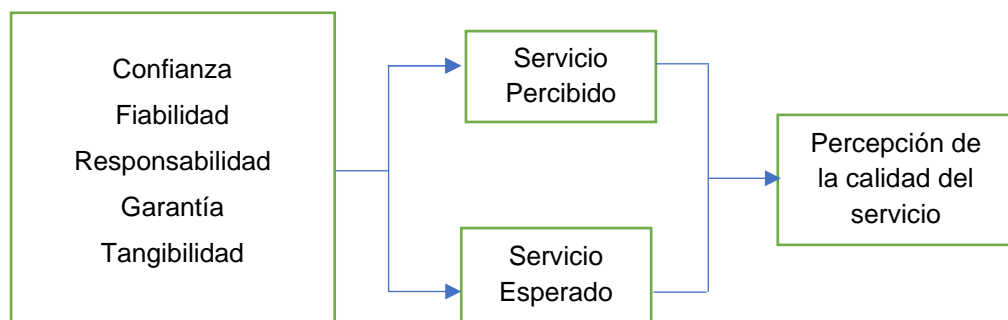 Confianza
Fiabilidad
Responsabilidad
Garantía
Tangibilidad
Servicio
Percibido
Servicio
Esperado
Percepción de
la calidad del
servicio